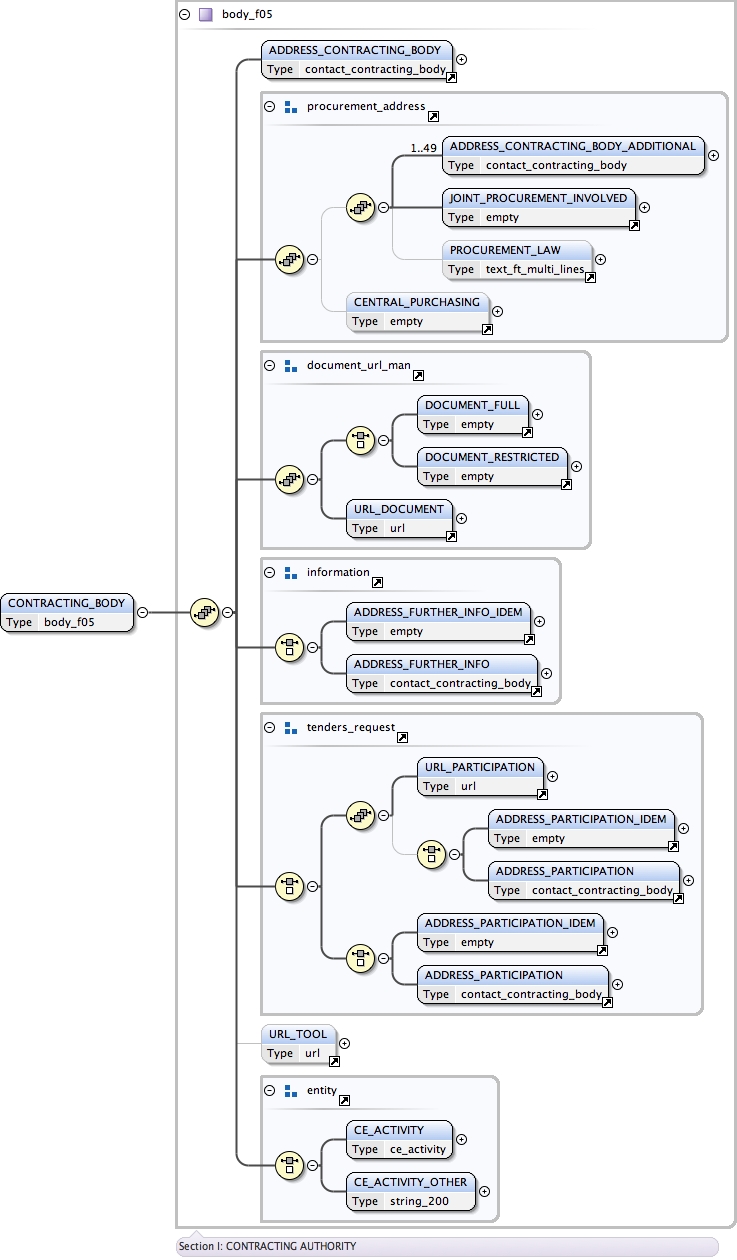 body_f05
ADDRESS_CONTRACTING_BODY
Type contact_contracting_body
procurement_address
1..49
ADDRESS_CONTRACTING_BODY_ADDITIONAL
Type contact_contracting_body
JOINT_PROCUREMENT_INVOLVED
Type empty
PROCUREMENT_LAW
Type text_ft_multi_lines
CENTRAL_PURCHASING
Type empty
document_url_man
DOCUMENT_FULL
Type empty
DOCUMENT_RESTRICTED
Type empty
URL_DOCUMENT
Type url
information
CONTRACTING_BODY
Type body_f05
ADDRESS_FURTHER_INFO_IDEM
Type empty
ADDRESS_FURTHER_INFO
Type contact_contracting_body
tenders_request
URL_PARTICIPATION
Type url
ADDRESS_PARTICIPATION_IDEM
Type empty
ADDRESS_PARTICIPATION
Type contact_contracting_body
ADDRESS_PARTICIPATION_IDEM
Type empty
ADDRESS_PARTICIPATION
Type contact_contracting_body
URL_TOOL
Type url
entity
CE_ACTIVITY
Type ce_activity
CE_ACTIVITY_OTHER
Type string_200
Section I: CONTRACTING AUTHORITY